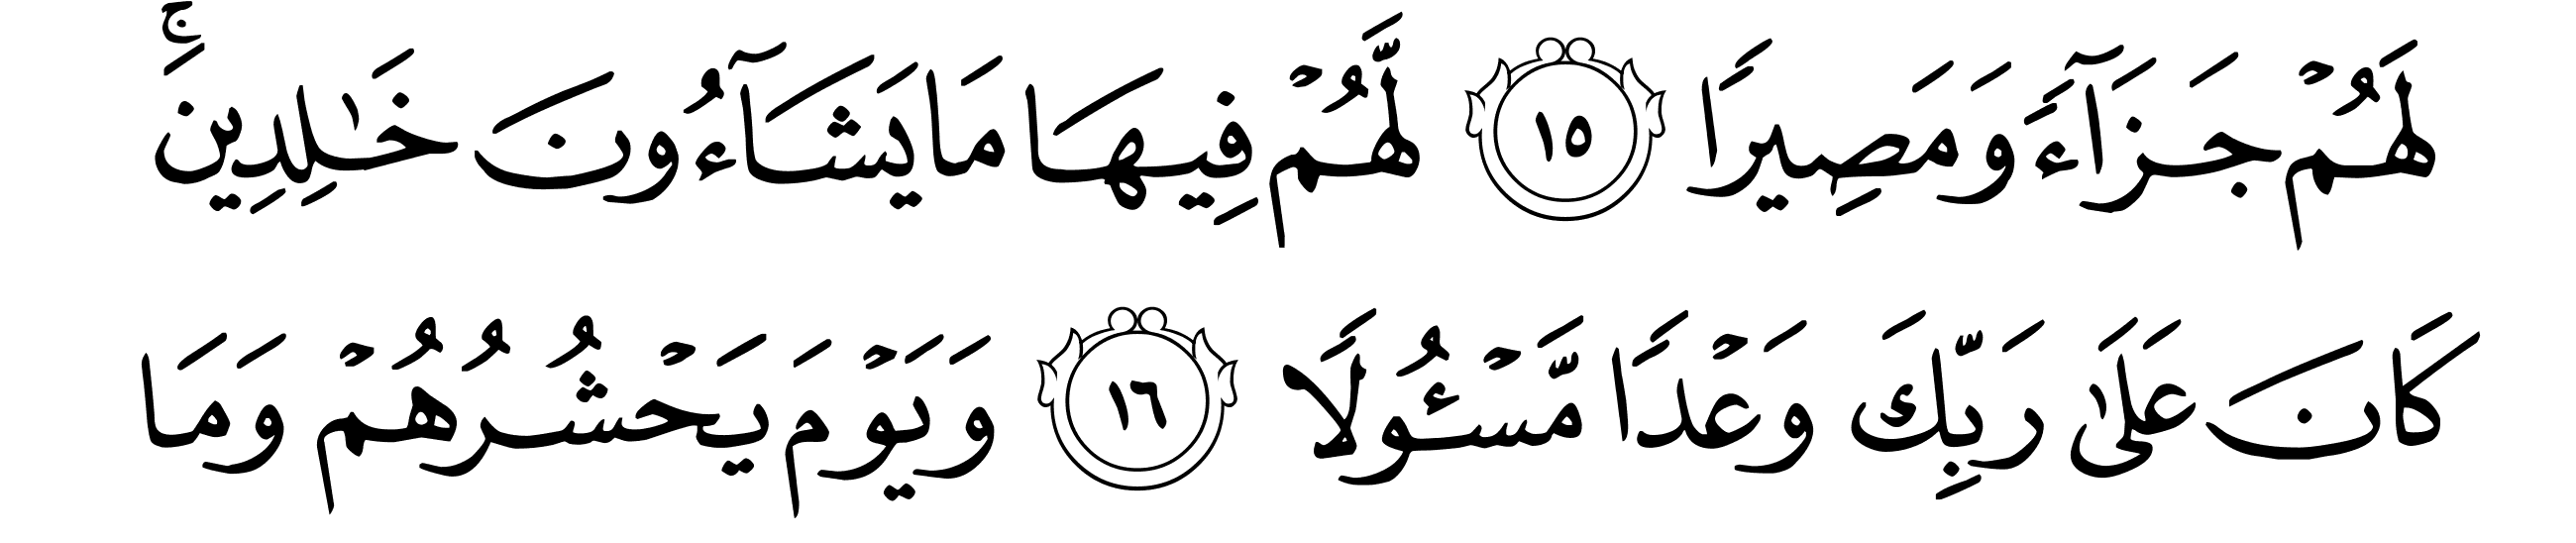 لَهُمْ جَزَآءً وَمَصِيرًا ١٥ لَّهُمْ فِيهَا مَا يَشَآءُونَ خَٰلِدِينَ ۚ
كَانَ عَلَىٰ رَبِّكَ وَعْدًا مَّسْـُٔولًا ١٦ وَيَوْمَ يَحْشُرُهُمْ وَمَا